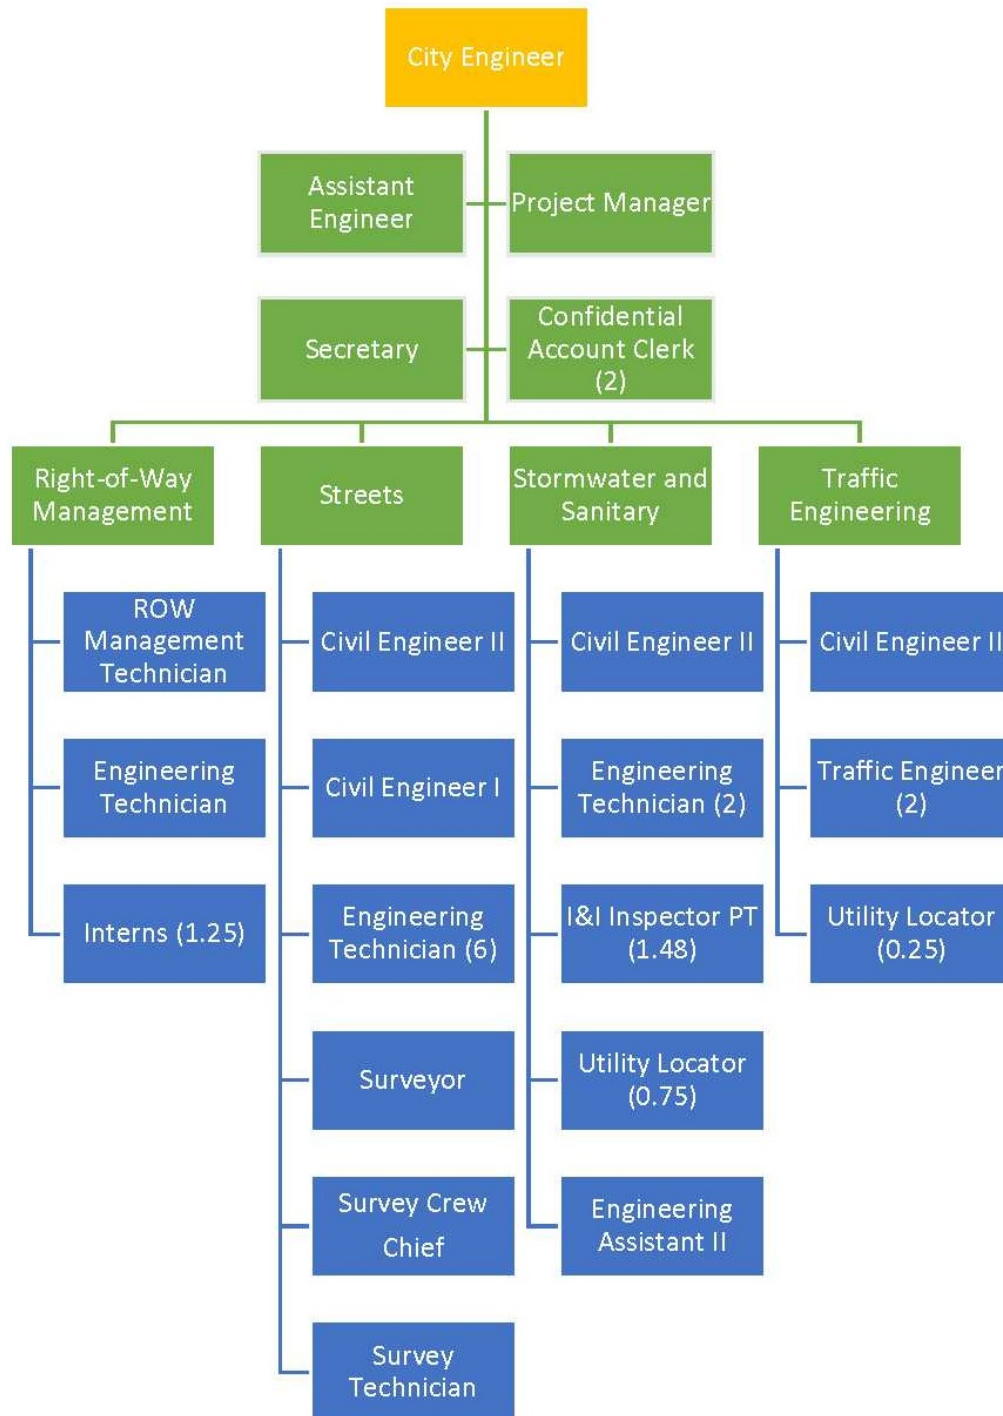 City Engineer
Assistant
Engineer
Project Manager
Secretary
Confidential
Account Clerk
(2)
Right-of-Way
Management
Streets
Stormwater and
Sanitary
Traffic
Engineering
ROW
Management
Technician
Engineering
Technician
Interns (1.25)
Civil Engineer II
Civil Engineer I
Engineering
Technician (6)
Surveyor
Survey Crew
Chief
Survey
Technician
Civil Engineer II
Engineering
Technician (2)
I&I Inspector PT
(1.48)
Utility Locator
(0.75)
Engineering
Assistant II
Civil Engineer II
Traffic Engineer
(2)
Utility Locator
(0.25)